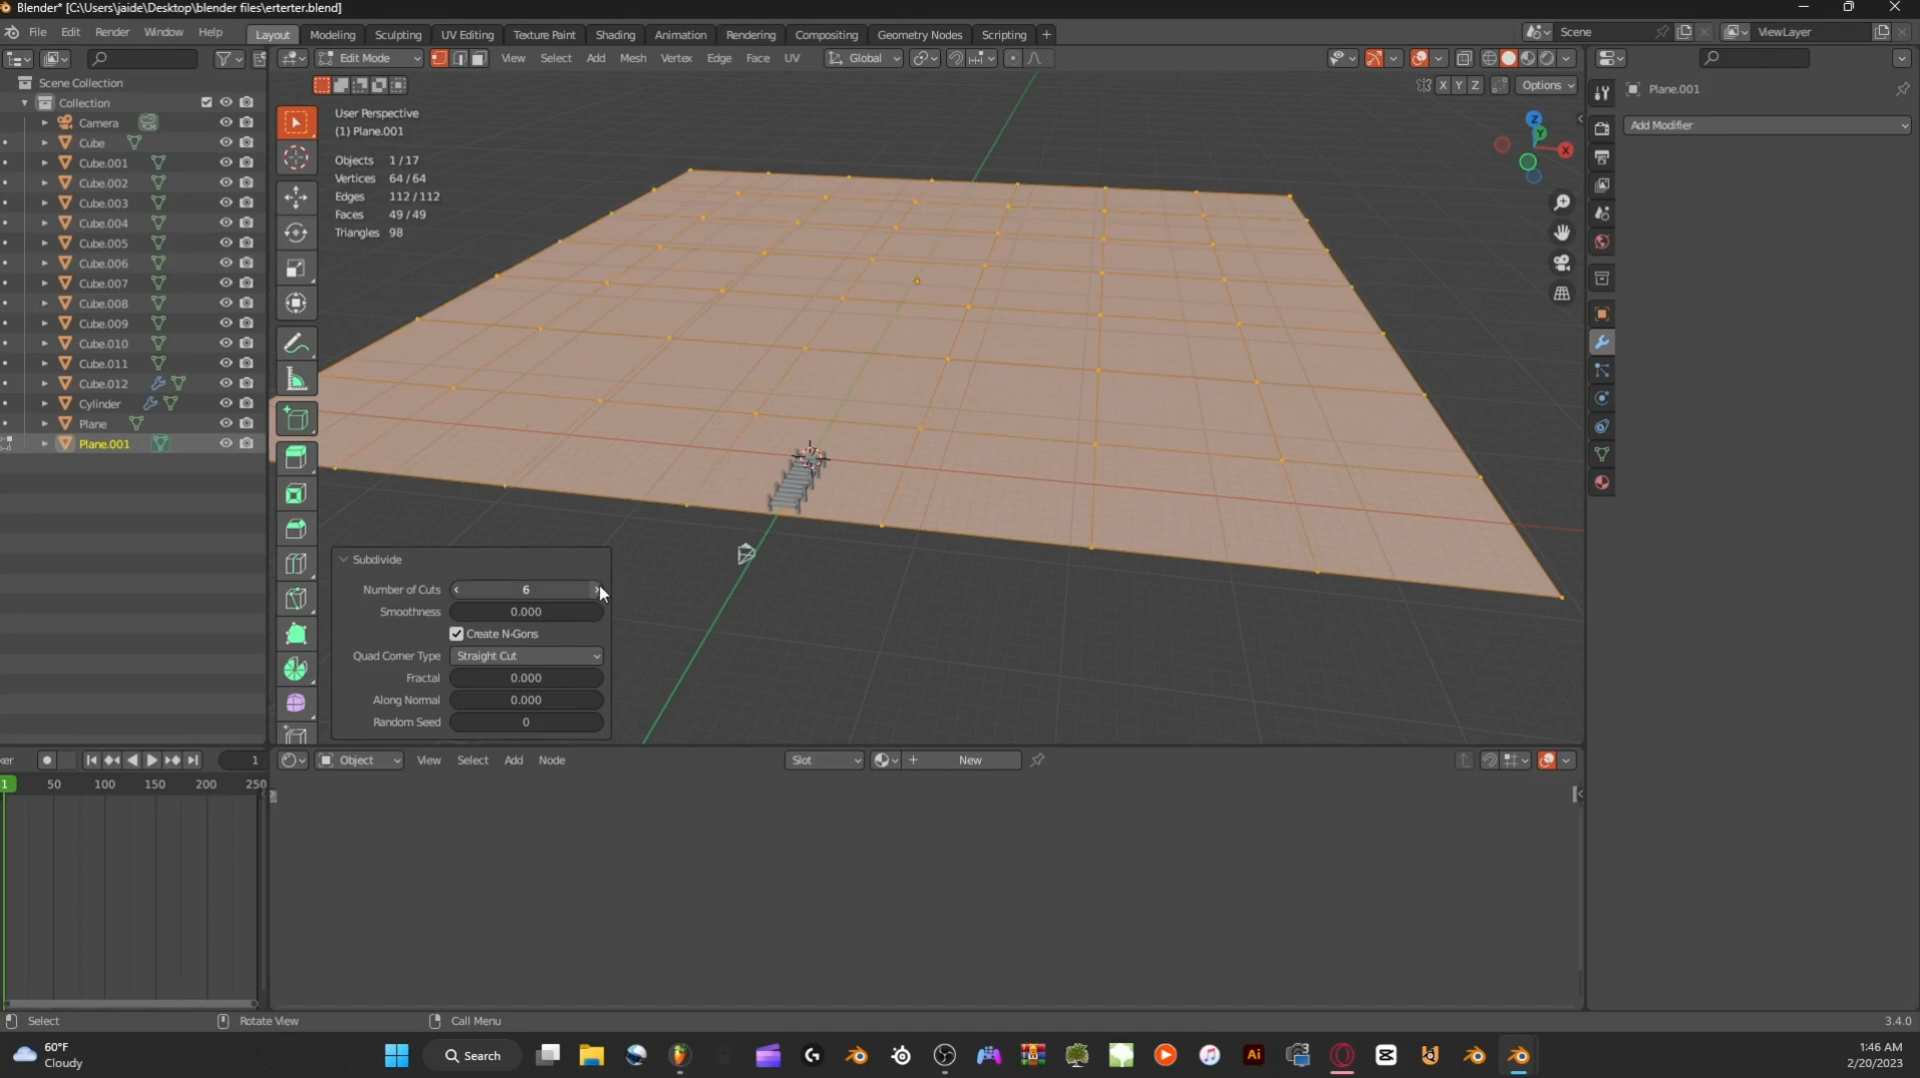 Blender* [C:\Users\jaide\Desktop\blender files\erterter.blend]
File Edit Render Window Help
Layout Modeling Sculpting UV Editing Texture Paint Shading Animation Rendering Compositing Geometry Nodes Scripting +
Scene
ViewLayer
Edit Mode
View Select Add Mesh Vertex Edge Face UV
Global
X Y Z
Options
Scene Collection
Collection
Camera
Cube
Cube.001
Cube.002
Cube.003
Cube.004
Cube.005
Cube.006
Cube.007
Cube.008
Cube.009
Cube.010
Cube.011
Cube.012
Cylinder
Plane
Plane.001
User Perspective
(1) Plane.001
Objects 1/17
Vertices 64/64
Edges 112/112
Faces 49/49
Triangles 98
Z
Y
X
Plane.001
Add Modifier
Subdivide
Number of Cuts 6
Smoothness 0.000
Create N-Gons
Quad Corner Type Straight Cut
Fractal 0.000
Along Normal 0.000
Random Seed 0
ker
1
1 50 100 150 200 250
Object
View Select Add Node
Slot
New
Select
Rotate View
Call Menu
3.4.0
60°F
Cloudy
Search
Ai
1:46 AM
2/20/2023